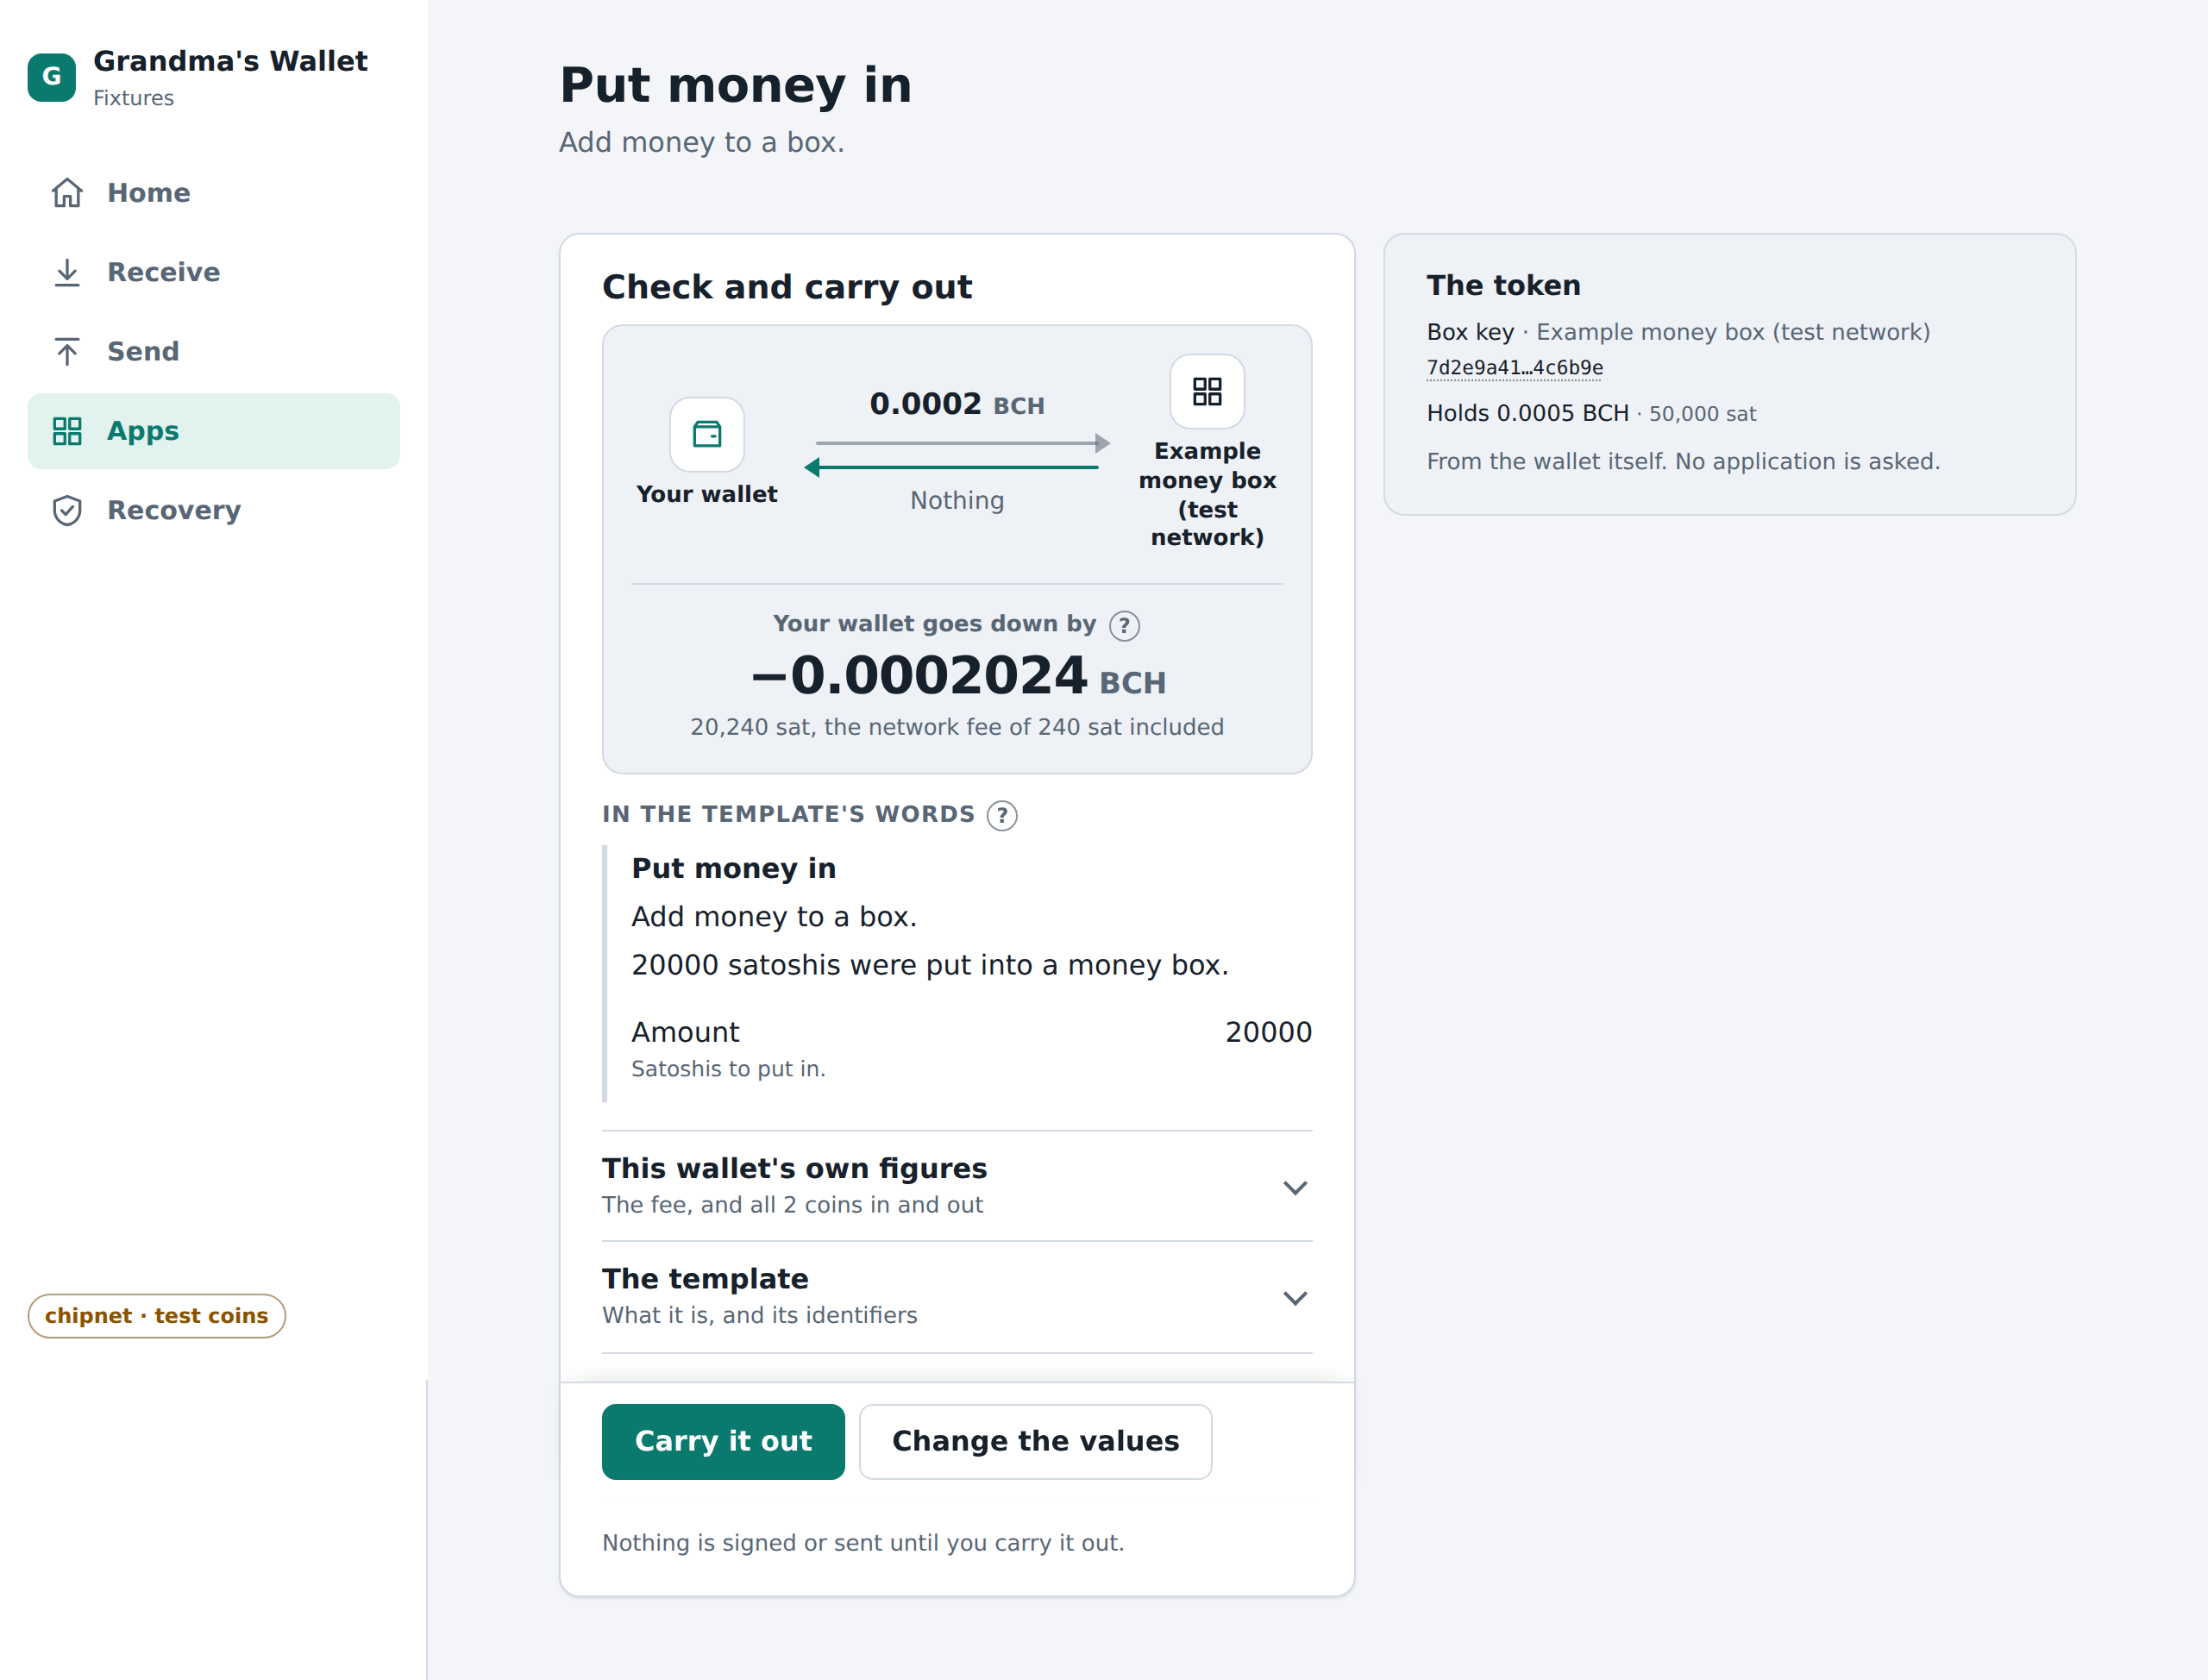 G
Grandma's Wallet
Fixtures
Home
Receive
Send
Apps
Recovery
chipnet · test coins
Put money in
Add money to a box.
Check and carry out
Your wallet
0.0002 BCH
Nothing
Example
money box
(test
network)
Your wallet goes down by ?
−0.0002024 BCH
20,240 sat, the network fee of 240 sat included
IN THE TEMPLATE'S WORDS ?
Put money in
Add money to a box.
20000 satoshis were put into a money box.
Amount 20000
Satoshis to put in.
This wallet's own figures
The fee, and all 2 coins in and out
The template
What it is, and its identifiers
Carry it out
Change the values
Nothing is signed or sent until you carry it out.
The token
Box key · Example money box (test network)
7d2e9a41…4c6b9e
Holds 0.0005 BCH · 50,000 sat
From the wallet itself. No application is asked.